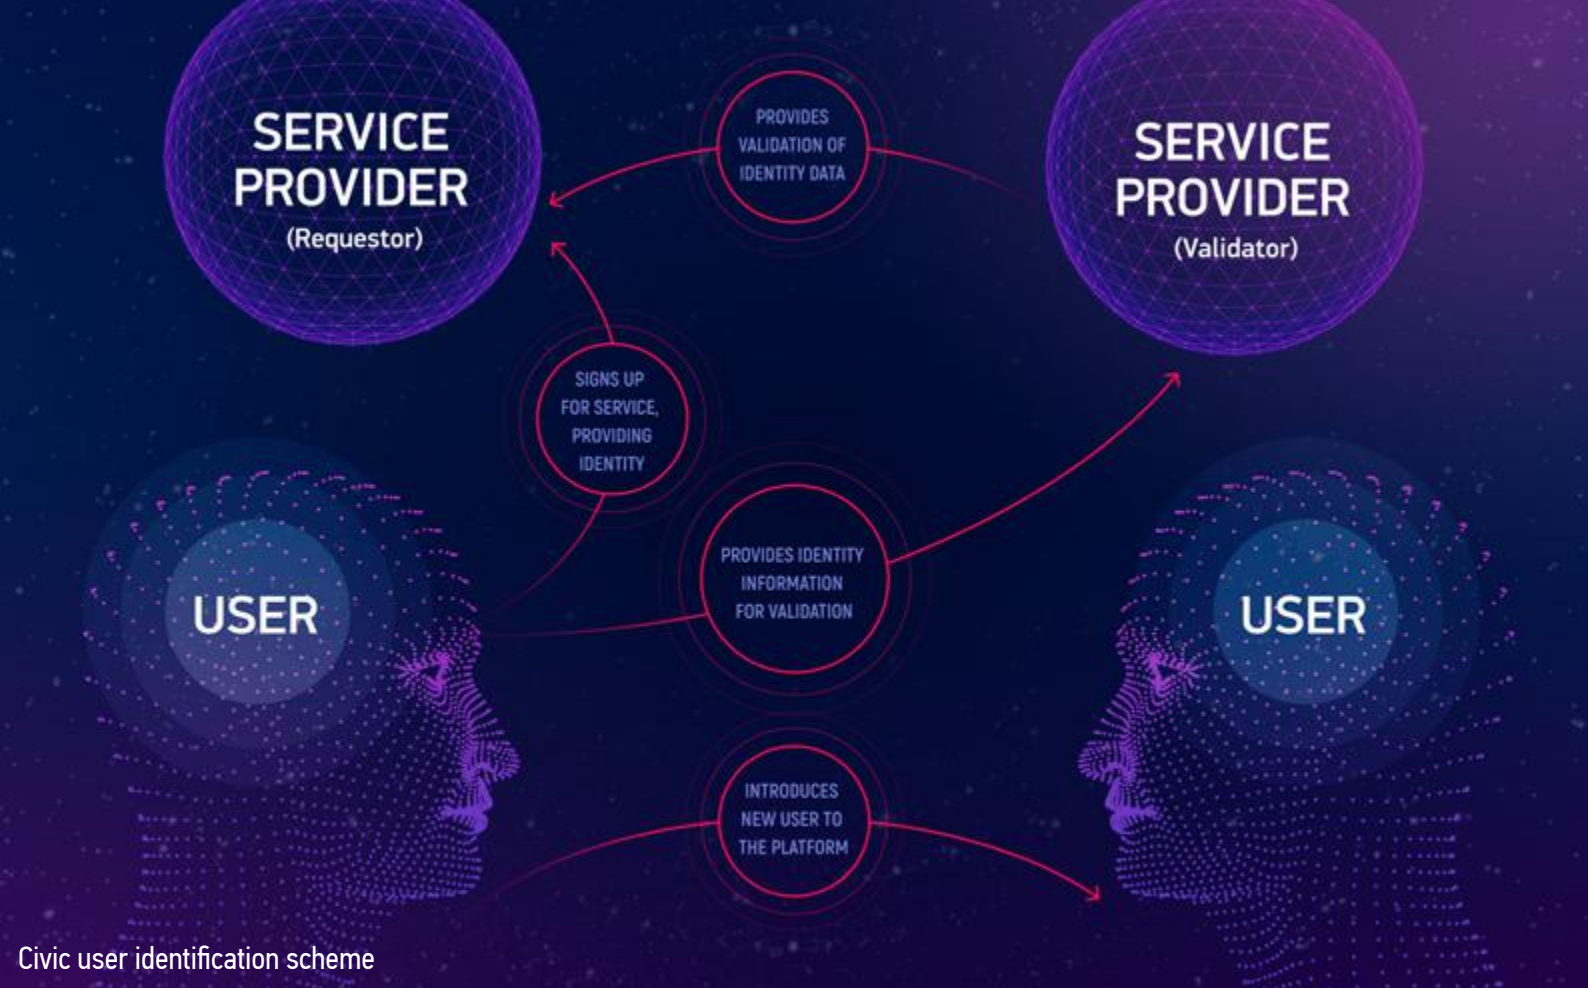 SERVICE
PROVIDER
(Requestor)
PROVIDES
VALIDATION OF
IDENTITY DATA
SERVICE
PROVIDER
(Validator)
SIGNS UP
FOR SERVICE,
PROVIDING
IDENTITY
USER
PROVIDES IDENTITY
INFORMATION
FOR VALIDATION
USER
INTRODUCES
NEW USER TO
THE PLATFORM
Civic user identification scheme